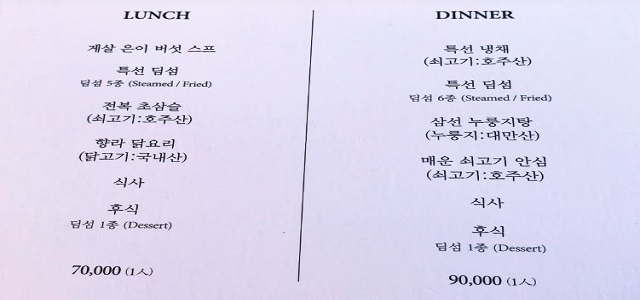 LUNCH
게살 은이 버섯 스프
특선 딤섬
딤섬 5종 (Steamed / Fried)
전복 초삼슬
(쇠고기:호주산)
향라 닭요리
(닭고기:국내산)
식사
후식
딤섬 1종 (Dessert)
70,000 (1人)
DINNER
특선 냉채
(쇠고기:호주산)
특선 딤섬
딤섬 6종 (Steamed / Fried)
삼선 누룽지탕
(누룽지:대만산)
매운 쇠고기 안심
(쇠고기:호주산)
식사
후식
딤섬 1종 (Dessert)
90,000 (1人)